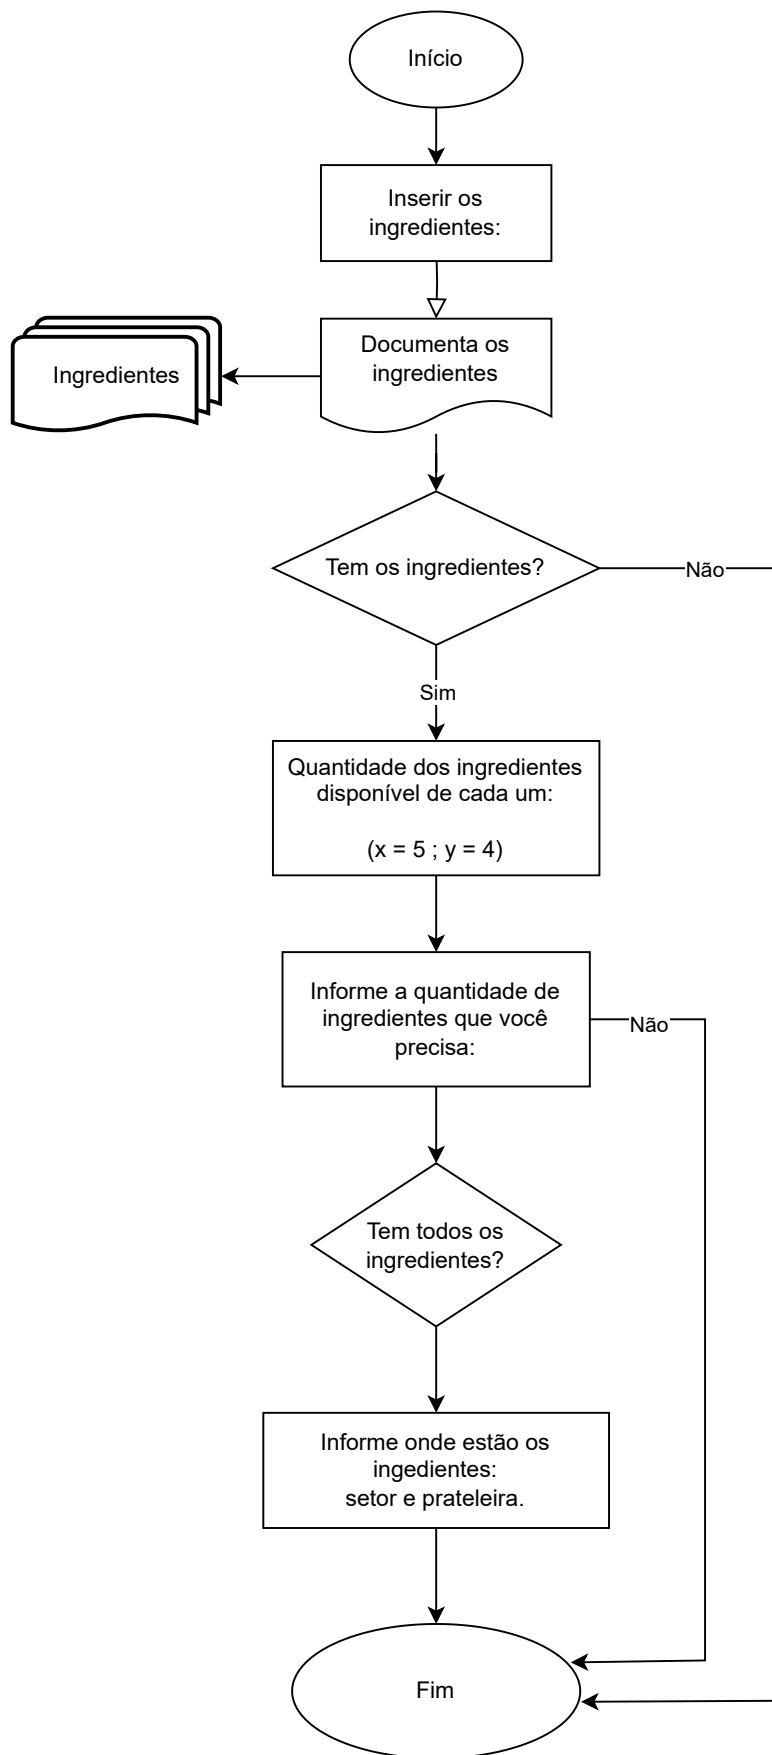 Início
Inserir os
ingredientes:
Documenta os
ingredientes
Ingredientes
Tem os ingredientes?
Não
Sim
Quantidade dos ingredientes
disponível de cada um:
(x = 5 ; y = 4)
Informe a quantidade de
ingredientes que você
precisa:
Não
Tem todos os
ingredientes?
Informe onde estão os
ingedientes:
setor e prateleira.
Fim